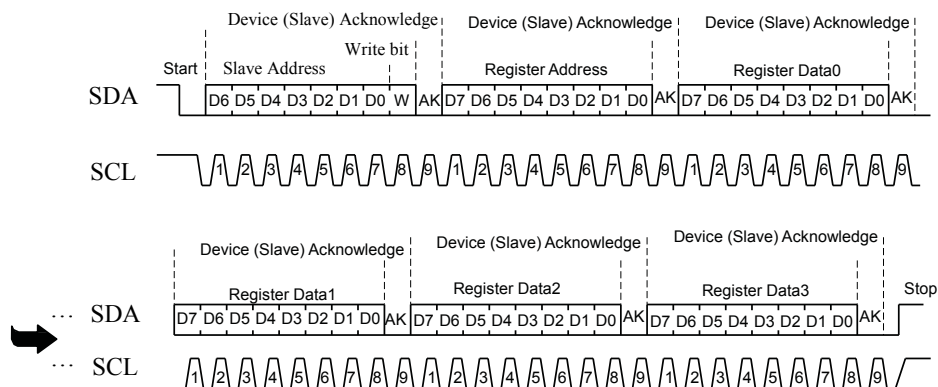 Device (Slave) Acknowledge Device (Slave) Acknowledge Device (Slave) Acknowledge
Write bit
Start Slave Address Register Address Register Data0
SDA D6 D5 D4 D3 D2 D1 D0 W AK D7 D6 D5 D4 D3 D2 D1 D0 AK D7 D6 D5 D4 D3 D2 D1 D0 AK
SCL 1 2 3 4 5 6 7 8 9 1 2 3 4 5 6 7 8 9 1 2 3 4 5 6 7 8 9
Device (Slave) Acknowledge Device (Slave) Acknowledge Device (Slave) Acknowledge
Register Data1 Register Data2 Register Data3 Stop
... SDA D7 D6 D5 D4 D3 D2 D1 D0 AK D7 D6 D5 D4 D3 D2 D1 D0 AK D7 D6 D5 D4 D3 D2 D1 D0 AK
... SCL 1 2 3 4 5 6 7 8 9 1 2 3 4 5 6 7 8 9 1 2 3 4 5 6 7 8 9